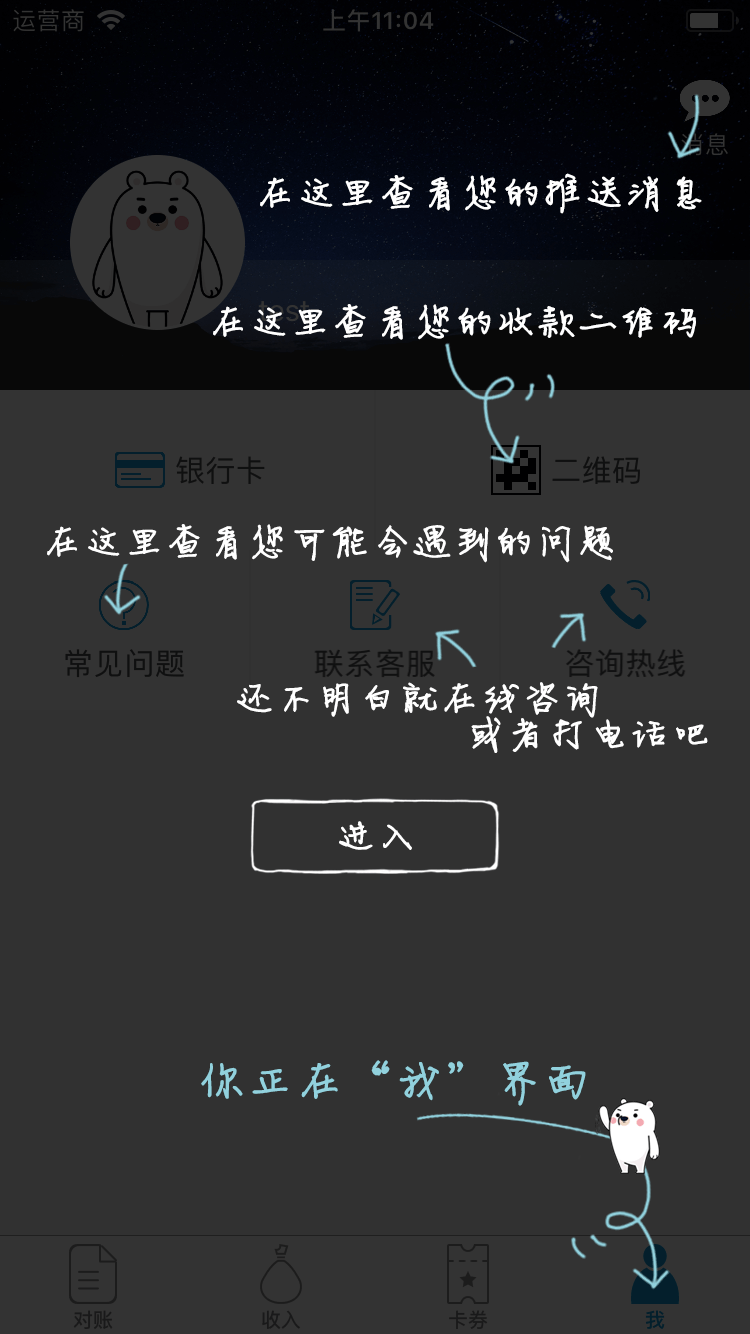 运营商
上午11:04
消息
在这里查看您的推送消息
test
在这里查看您的收款二维码
银行卡
二维码
在这里查看您可能会遇到的问题
常见问题
联系客服
咨询热线
还不明白就在线咨询
或者打电话吧
进入
你正在“我”界面
对账
收入
卡券
我